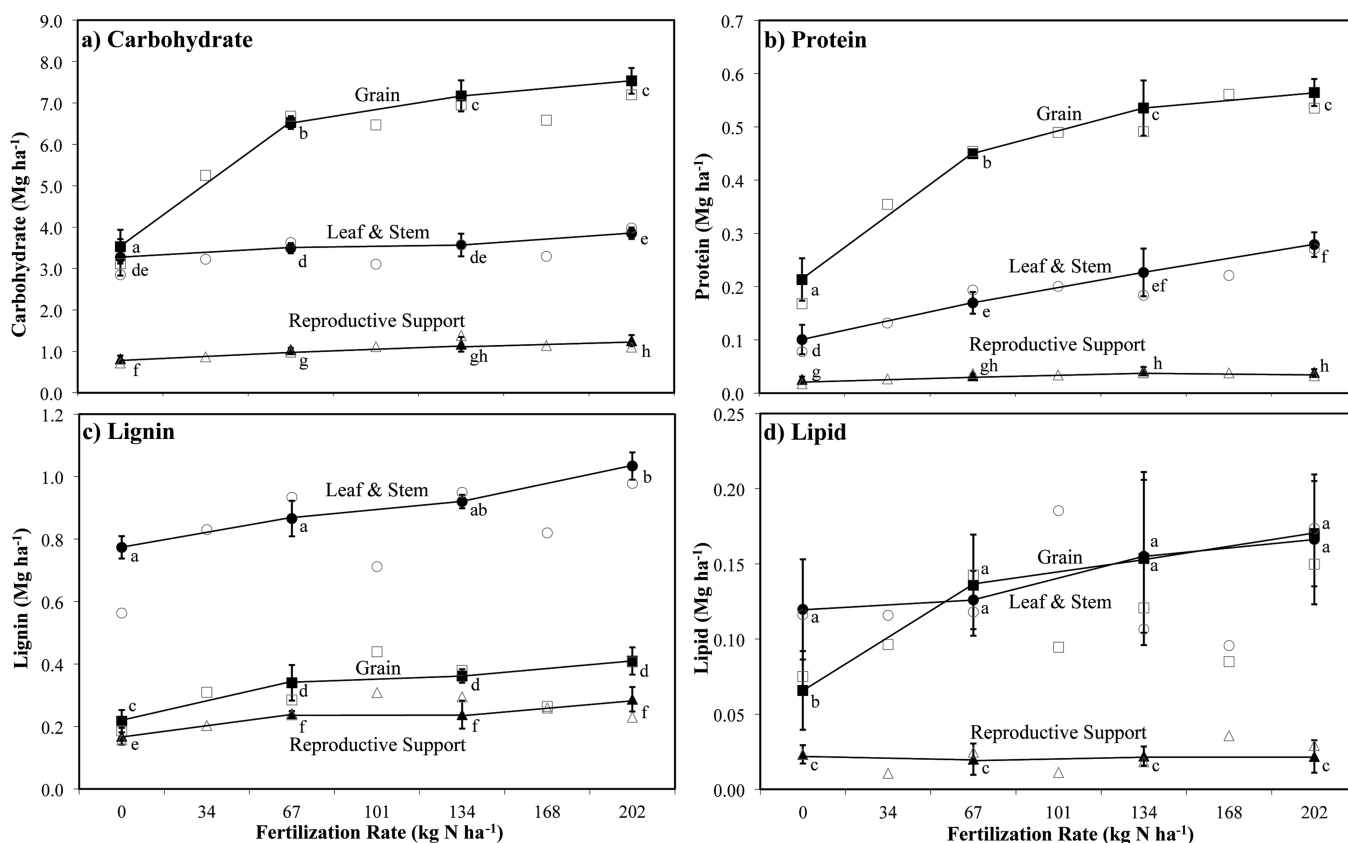 a) Carbohydrate
9.0
8.0
7.0
6.0
5.0
4.0
3.0
2.0
1.0
0.0
Carbohydrate (Mg ha-1)
Grain
a
b
c
c
Leaf & Stem
de
d
de
e
Reproductive Support
f
g
gh
h
b) Protein
0.7
0.6
0.5
0.4
0.3
0.2
0.1
0.0
Protein (Mg ha-1)
Grain
a
b
c
c
Leaf & Stem
d
e
ef
f
Reproductive Support
g
gh
h
h
c) Lignin
1.2
1.0
0.8
0.6
0.4
0.2
0.0
Lignin (Mg ha-1)
Leaf & Stem
a
a
ab
b
Grain
c
d
d
d
Reproductive Support
e
f
f
f
0 34 67 101 134 168 202
Fertilization Rate (kg N ha-1)
d) Lipid
0.25
0.20
0.15
0.10
0.05
0.00
Lipid (Mg ha-1)
Grain
a
a
a
Leaf & Stem
a
a
a
a
b
Reproductive Support
c
c
c
c
0 34 67 101 134 168 202
Fertilization Rate (kg N ha-1)